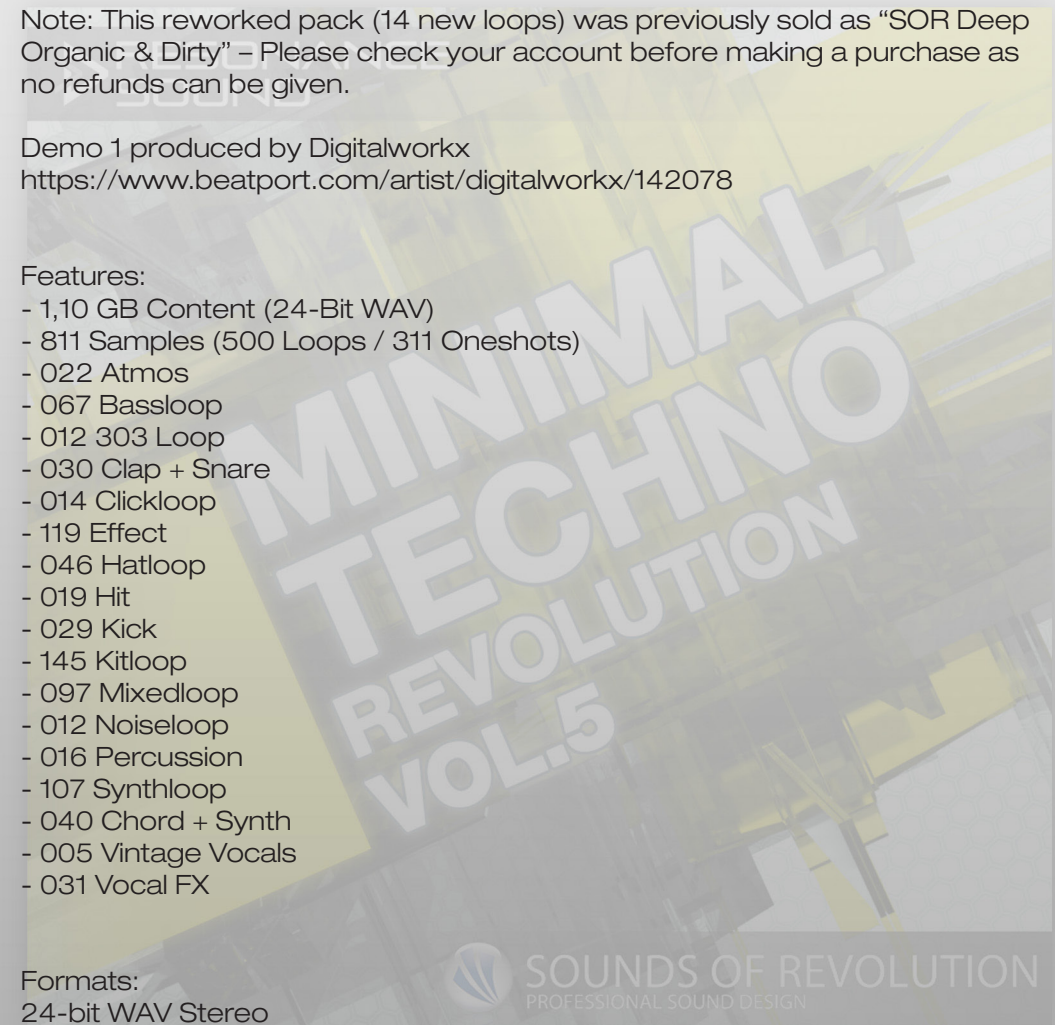 Note: This reworked pack (14 new loops) was previously sold as “SOR Deep
Organic & Dirty” – Please check your account before making a purchase as
no refunds can be given.
RESONANCE
SOUND
Demo 1 produced by Digitalworkx
https://www.beatport.com/artist/digitalworkx/142078
Features:
- 1,10 GB Content (24-Bit WAV)
- 811 Samples (500 Loops / 311 Oneshots)
- 022 Atmos
- 067 Bassloop
- 012 303 Loop
- 030 Clap + Snare
- 014 Clickloop
- 119 Effect
- 046 Hatloop
- 019 Hit
- 029 Kick
- 145 Kitloop
- 097 Mixedloop
- 012 Noiseloop
- 016 Percussion
- 107 Synthloop
- 040 Chord + Synth
- 005 Vintage Vocals
- 031 Vocal FX
MINIMAL
TECHNO
REVOLUTION
VOL.5
Formats:
24-bit WAV Stereo
SOUNDS OF REVOLUTION
PROFESSIONAL SOUND DESIGN